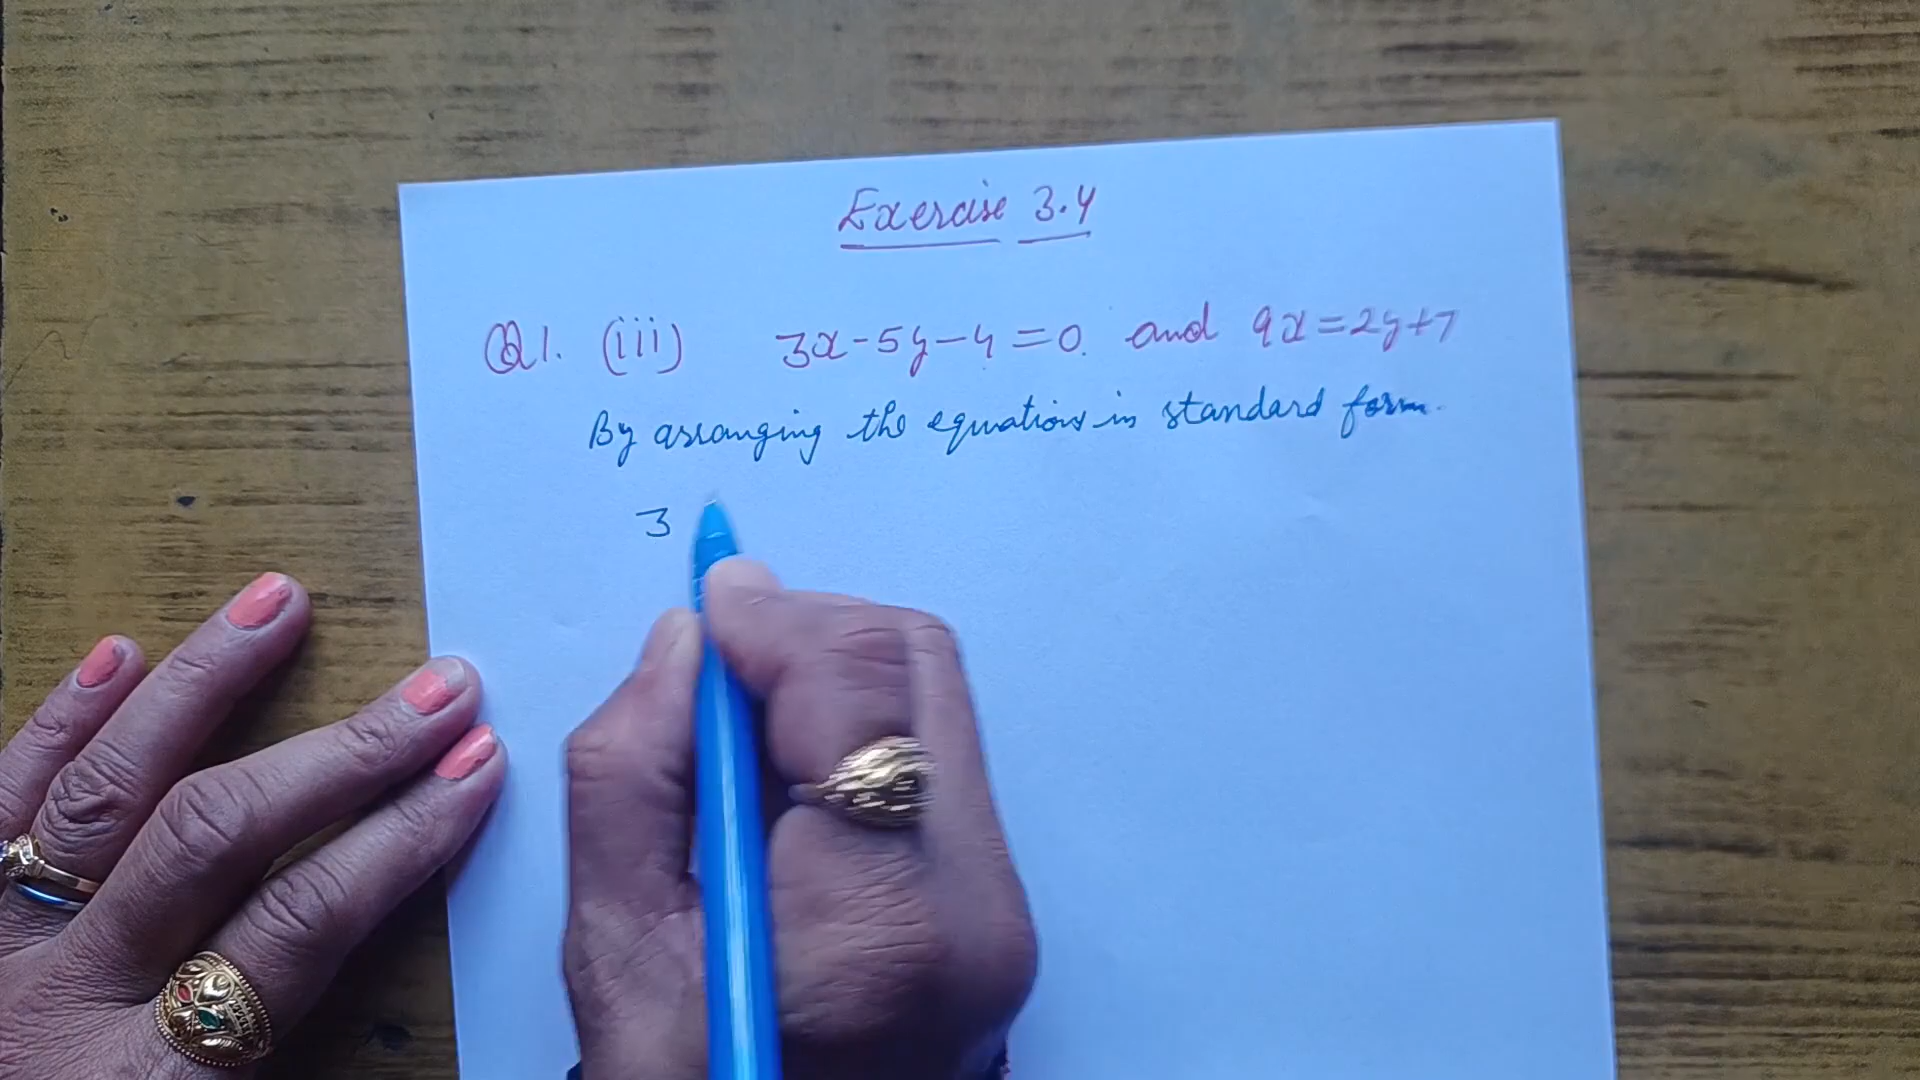 Exercise 3.4
Q1. (iii) 3x-5y-4=0. and 9x=2y+7
By arranging the equations in standard form.
3